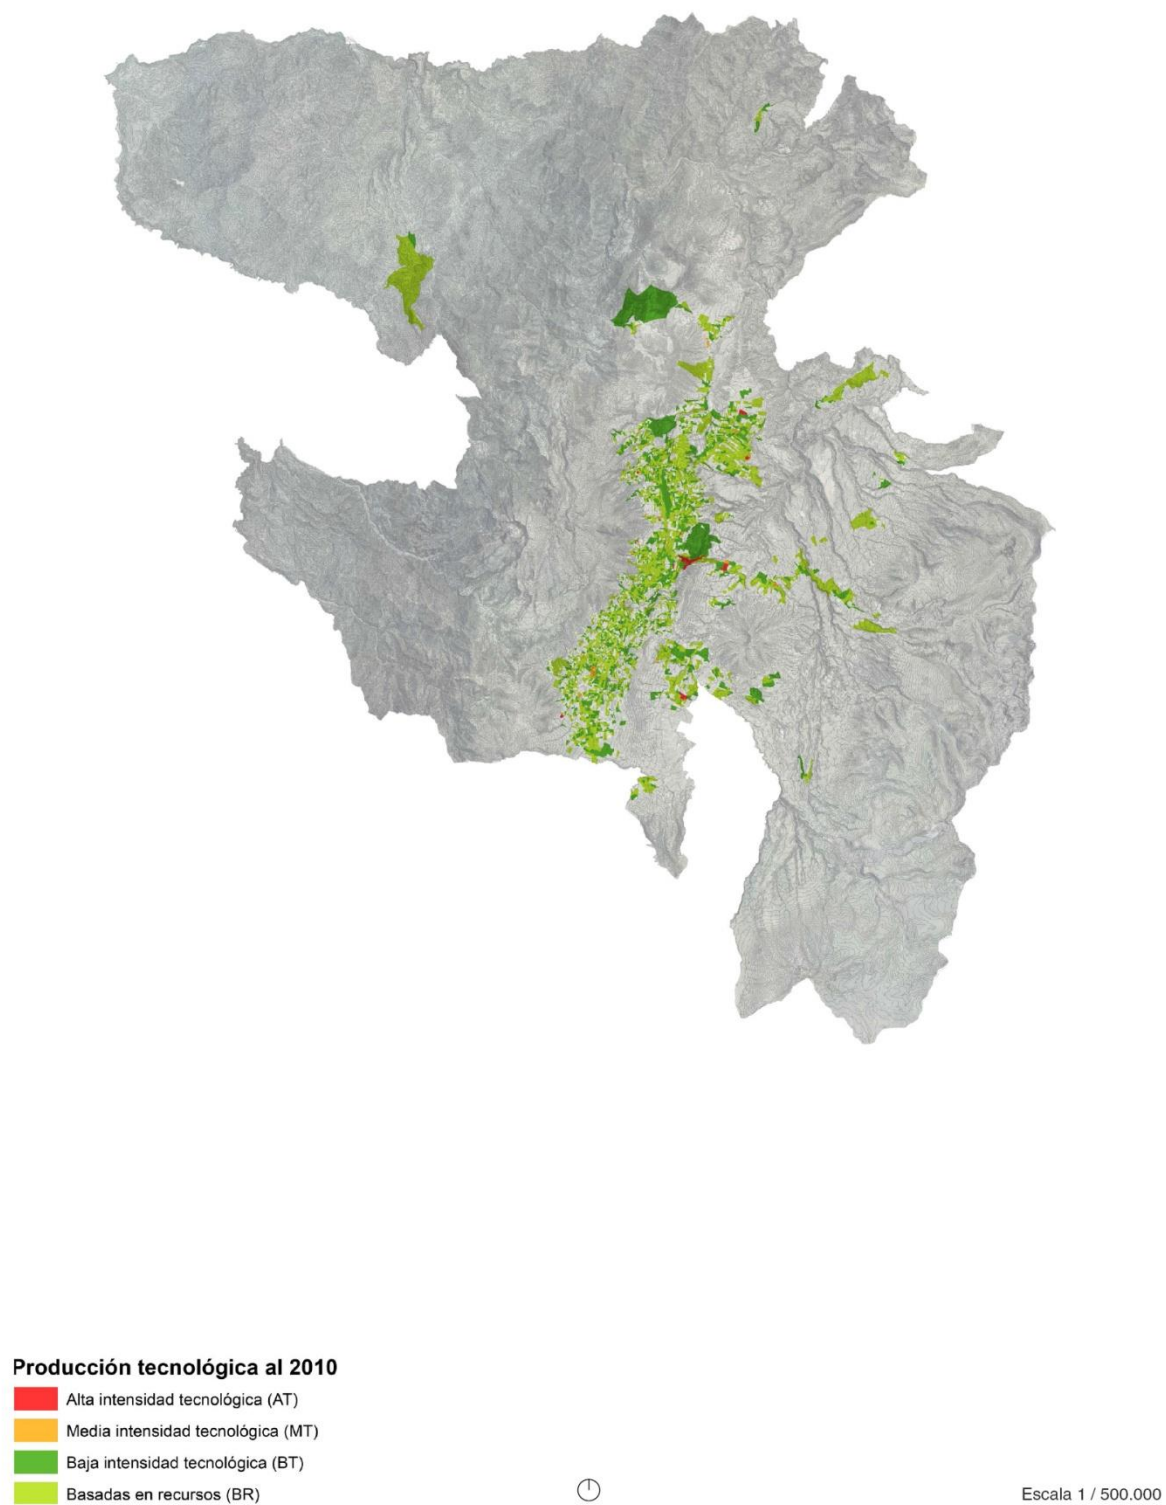 Producción tecnológica al 2010
Alta intensidad tecnológica (AT)
Media intensidad tecnológica (MT)
Baja intensidad tecnológica (BT)
Basadas en recursos (BR)
Escala 1 / 500.000